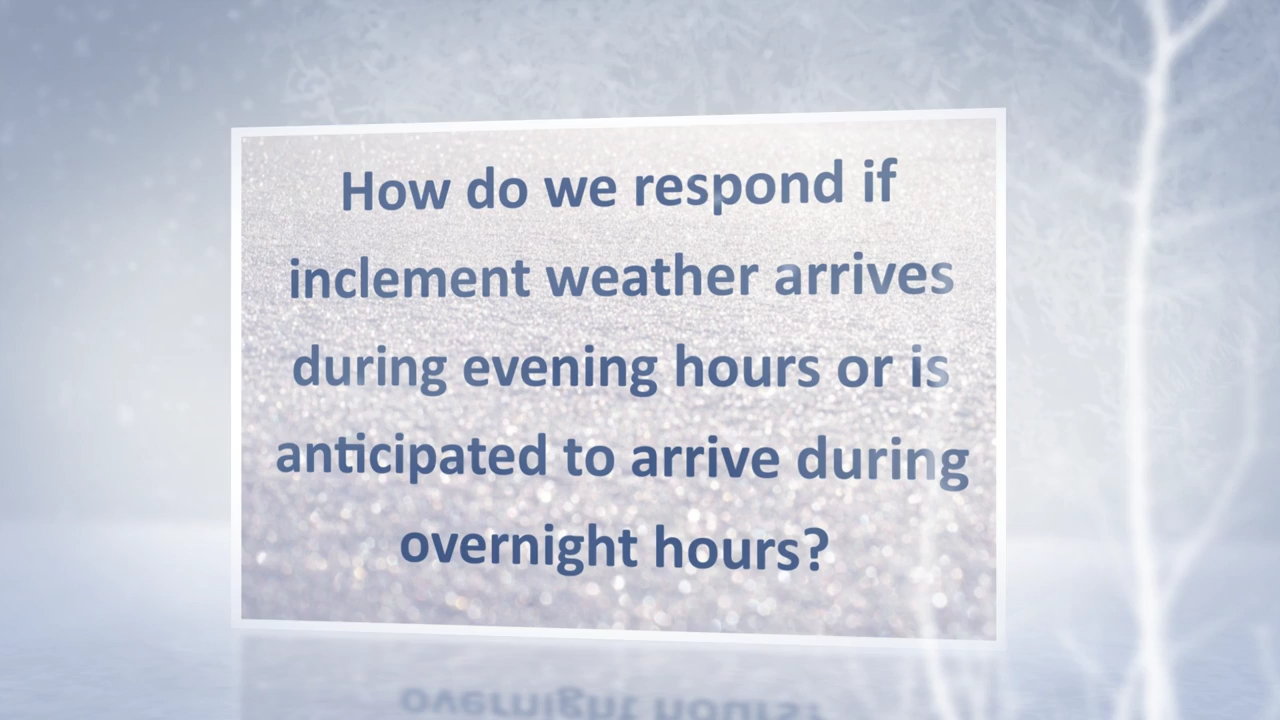 How do we respond if
inclement weather arrives
during evening hours or is
anticipated to arrive during
overnight hours?